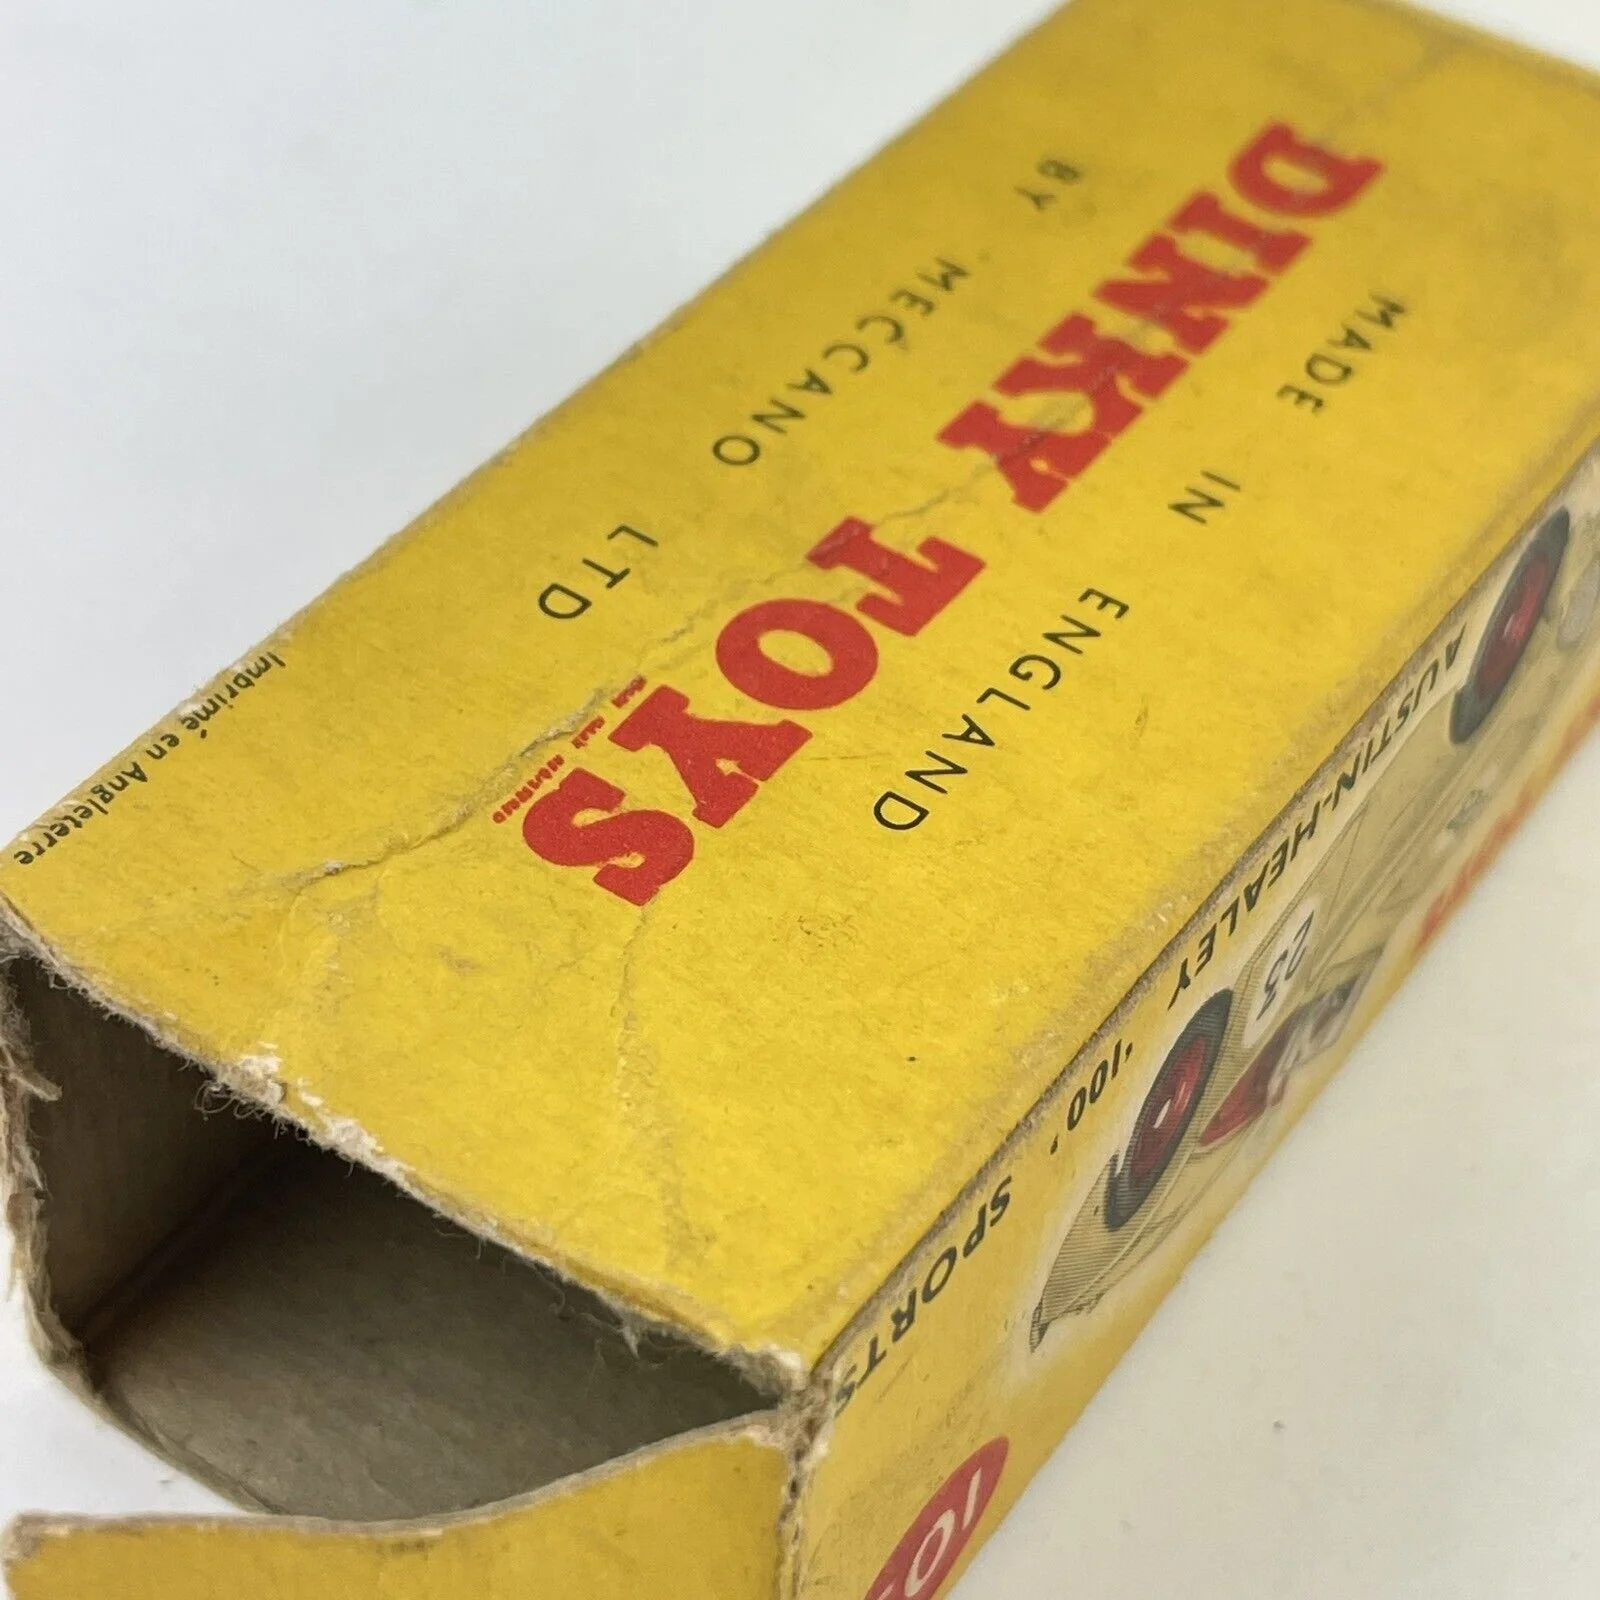 MADE IN ENGLAND
DINKY TOYS
BY MECCANO LTD
Imprimé en Angleterre
AUSTIN-HEALEY '100' SPORTS
23